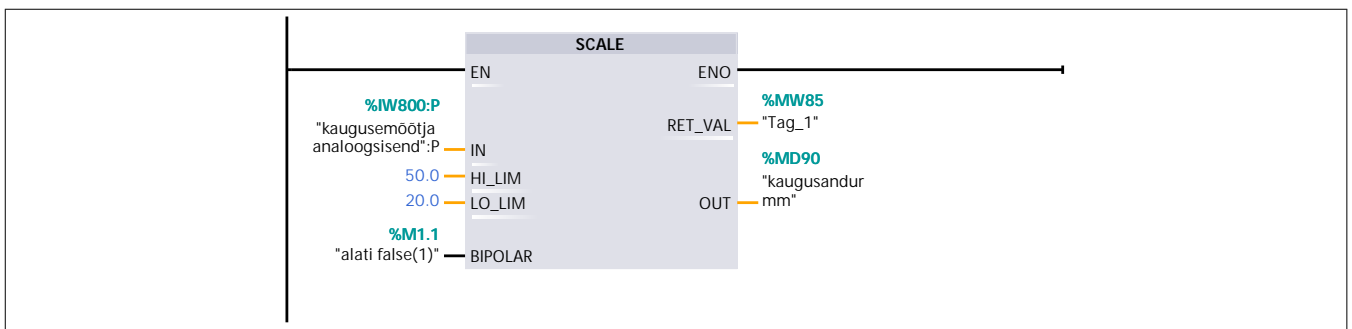 SCALE
EN
ENO
%IW800:P
"kaugusemõõtja
analoogsisend":P
IN
%MW85
RET_VAL
"Tag_1"
%MD90
"kaugusandur
mm"
50.0
HI_LIM
20.0
LO_LIM
OUT
%M1.1
"alati false(1)"
BIPOLAR